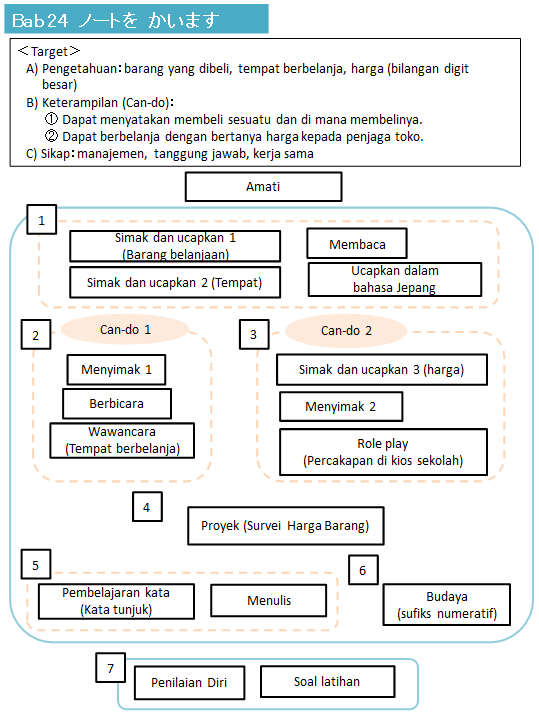 Bab 24 ノートを かいます
＜Target＞
A) Pengetahuan：barang yang dibeli, tempat berbelanja, harga (bilangan digit
besar)
B) Keterampilan (Can-do)：
① Dapat menyatakan membeli sesuatu dan di mana membelinya.
② Dapat berbelanja dengan bertanya harga kepada penjaga toko.
C) Sikap：manajemen, tanggung jawab, kerja sama
Amati
1
Simak dan ucapkan 1
(Barang belanjaan)
Membaca
Simak dan ucapkan 2 (Tempat)
Ucapkan dalam
bahasa Jepang
2
Can-do 1
Menyimak 1
Berbicara
Wawancara
(Tempat berbelanja)
3
Can-do 2
Simak dan ucapkan 3 (harga)
Menyimak 2
Role play
(Percakapan di kios sekolah)
4
Proyek (Survei Harga Barang)
5
Pembelajaran kata
(Kata tunjuk)
Menulis
6
Budaya
(sufiks numeratif)
7
Penilaian Diri
Soal latihan